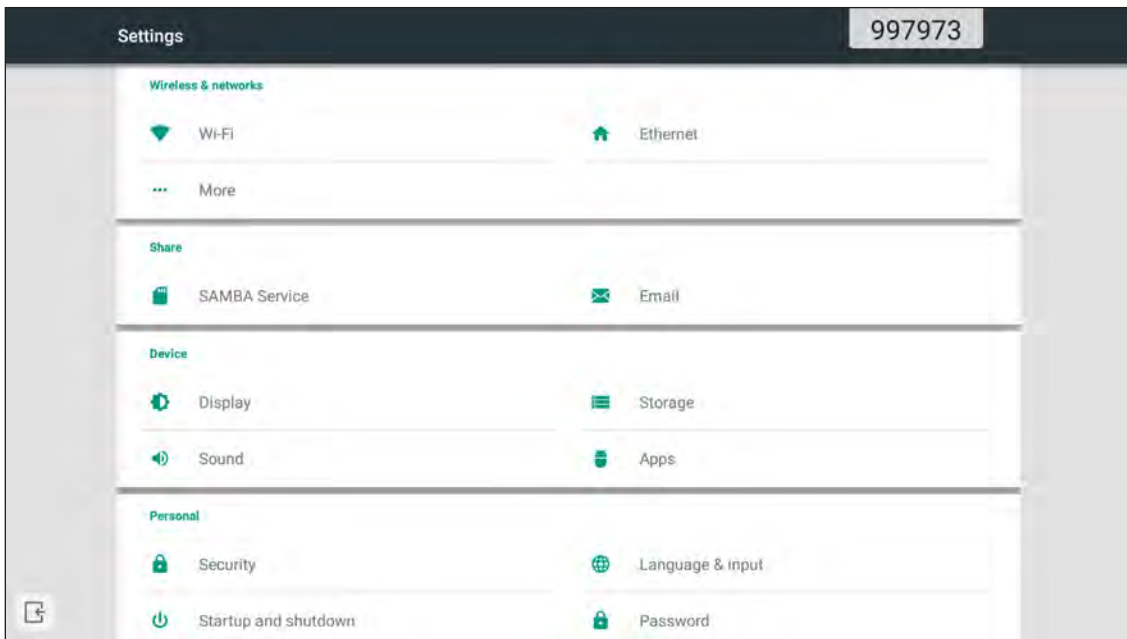 Settings
997973
Wireless & networks
Wi-Fi
Ethernet
More
Share
SAMBA Service
Email
Device
Display
Storage
Sound
Apps
Personal
Security
Language & input
Startup and shutdown
Password